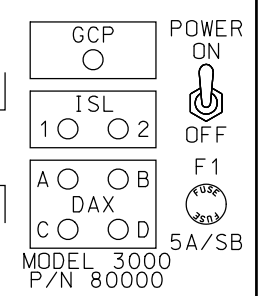 GCP
POWER
ON
ISL
1 2
OFF
A B
DAX
C D
F1
FUSE
FUSE
5A/SB
MODEL 3000
P/N 80000